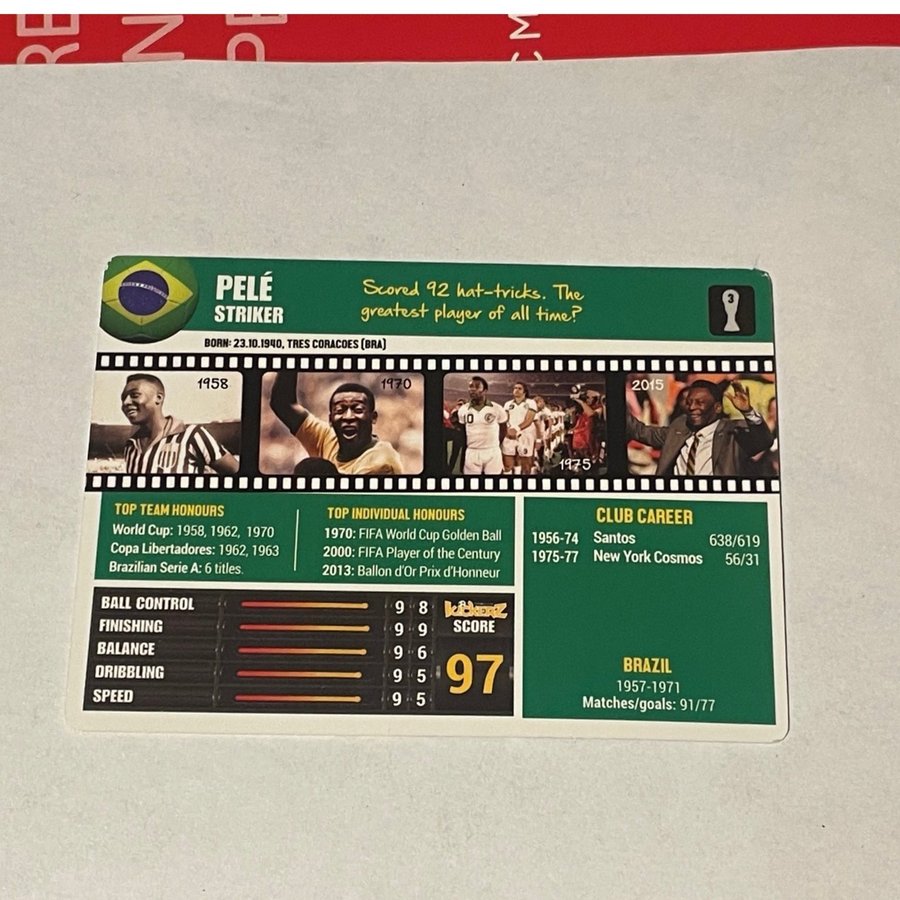 RE
N
PE
CM
PELÉ
STRIKER
Scored 92 hat-tricks. The
greatest player of all time?
3
BORN: 23.10.1940, TRES CORACOES (BRA)
1958
1970
10
1975
2015
TOP TEAM HONOURS
World Cup: 1958, 1962, 1970
Copa Libertadores: 1962, 1963
Brazilian Serie A: 6 titles.
TOP INDIVIDUAL HONOURS
1970: FIFA World Cup Golden Ball
2000: FIFA Player of the Century
2013: Ballon d'Or Prix d'Honneur
CLUB CAREER
1956-74 Santos 638/619
1975-77 New York Cosmos 56/31
BALL CONTROL 9 8
FINISHING 9 9
BALANCE 9 6
DRIBBLING 9 5
SPEED 9 5
KICKERZ
SCORE
97
BRAZIL
1957-1971
Matches/goals: 91/77